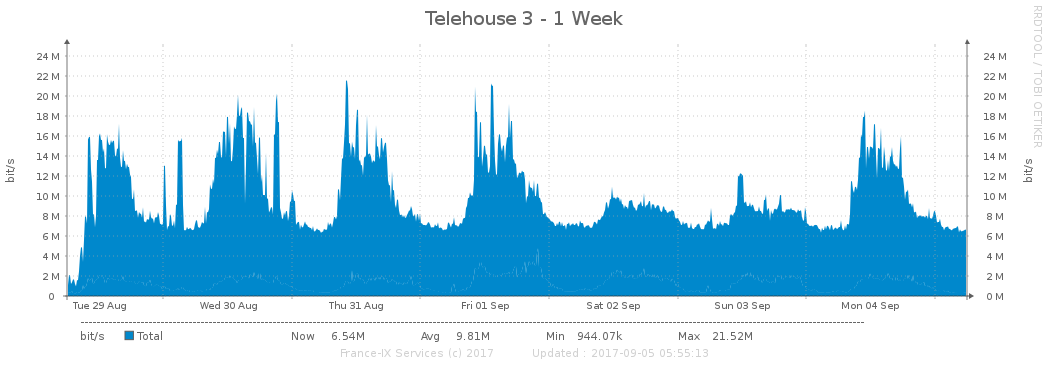 Telehouse 3 - 1 Week
RRDTOOL / TOBI OETIKER
24 M 24 M
22 M 22 M
20 M 20 M
18 M 18 M
16 M 16 M
14 M 14 M
12 M 12 M
10 M 10 M
8 M 8 M
6 M 6 M
4 M 4 M
2 M 2 M
0 0 M
bit/s bit/s
Tue 29 Aug Wed 30 Aug Thu 31 Aug Fri 01 Sep Sat 02 Sep Sun 03 Sep Mon 04 Sep
bit/s Total Now 6.54M Avg 9.81M Min 944.07k Max 21.52M
France-IX Services (c) 2017 Updated : 2017-09-05 05:55:13